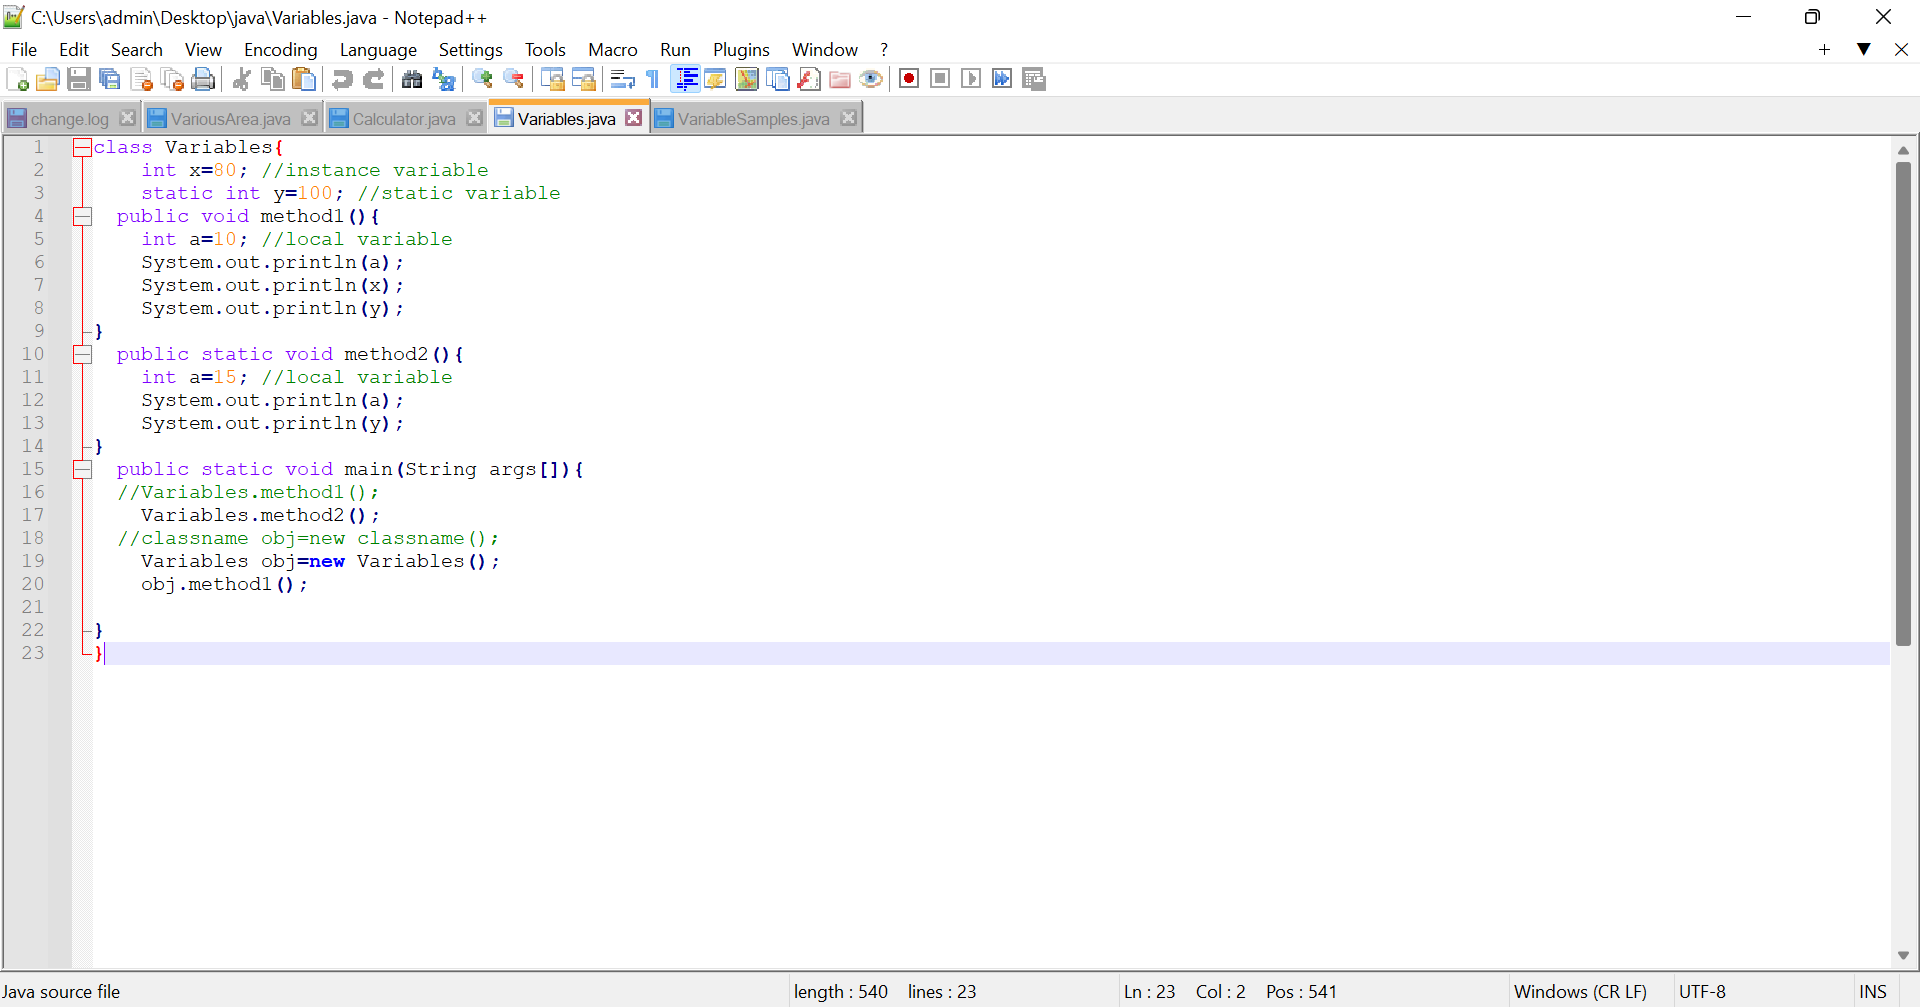 C:\Users\admin\Desktop\java\Variables.java - Notepad++
File Edit Search View Encoding Language Settings Tools Macro Run Plugins Window ?
change.log VariousArea.java Calculator.java Variables.java VariableSamples.java
1 class Variables{
2 int x=80; //instance variable
3 static int y=100; //static variable
4 public void method1(){
5 int a=10; //local variable
6 System.out.println(a);
7 System.out.println(x);
8 System.out.println(y);
9 }
10 public static void method2(){
11 int a=15; //local variable
12 System.out.println(a);
13 System.out.println(y);
14 }
15 public static void main(String args[]){
16 //Variables.method1();
17 Variables.method2();
18 //classname obj=new classname();
19 Variables obj=new Variables();
20 obj.method1();
21
22 }
23 }
Java source file length : 540 lines : 23 Ln : 23 Col : 2 Pos : 541 Windows (CR LF) UTF-8 INS